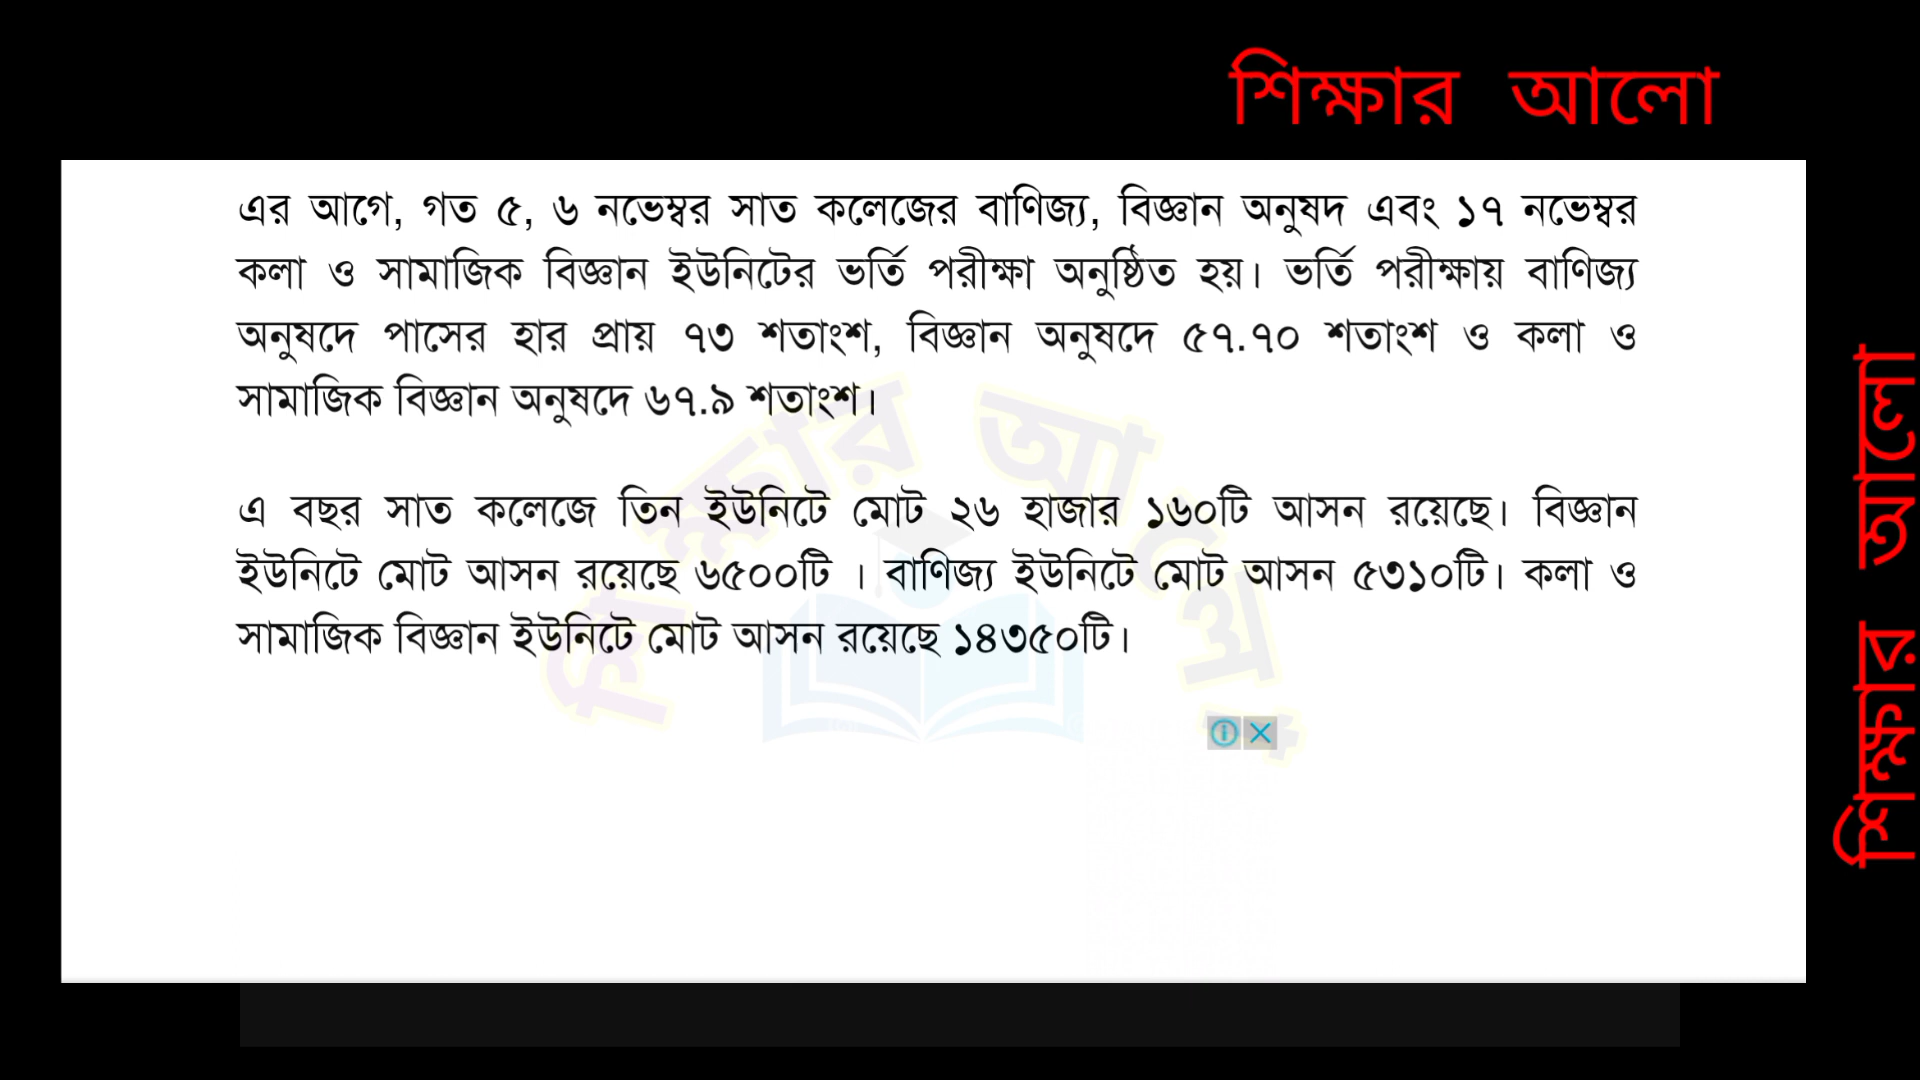 শিক্ষার আলো
এর আগে, গত ৫, ৬ নভেম্বর সাত কলেজের বাণিজ্য, বিজ্ঞান অনুষদ এবং ১৭ নভেম্বর
কলা ও সামাজিক বিজ্ঞান ইউনিটের ভর্তি পরীক্ষা অনুষ্ঠিত হয়। ভর্তি পরীক্ষায় বাণিজ্য
অনুষদে পাসের হার প্রায় ৭৩ শতাংশ, বিজ্ঞান অনুষদে ৫৭.৭০ শতাংশ ও কলা ও
সামাজিক বিজ্ঞান অনুষদে ৬৭.৯ শতাংশ।
এ বছর সাত কলেজে তিন ইউনিটে মোট ২৬ হাজার ১৬০টি আসন রয়েছে। বিজ্ঞান
ইউনিটে মোট আসন রয়েছে ৬৫০০টি । বাণিজ্য ইউনিটে মোট আসন ৫৩১০টি। কলা ও
সামাজিক বিজ্ঞান ইউনিটে মোট আসন রয়েছে ১৪৩৫০টি।
শিক্ষার আলো
শিক্ষার আলো